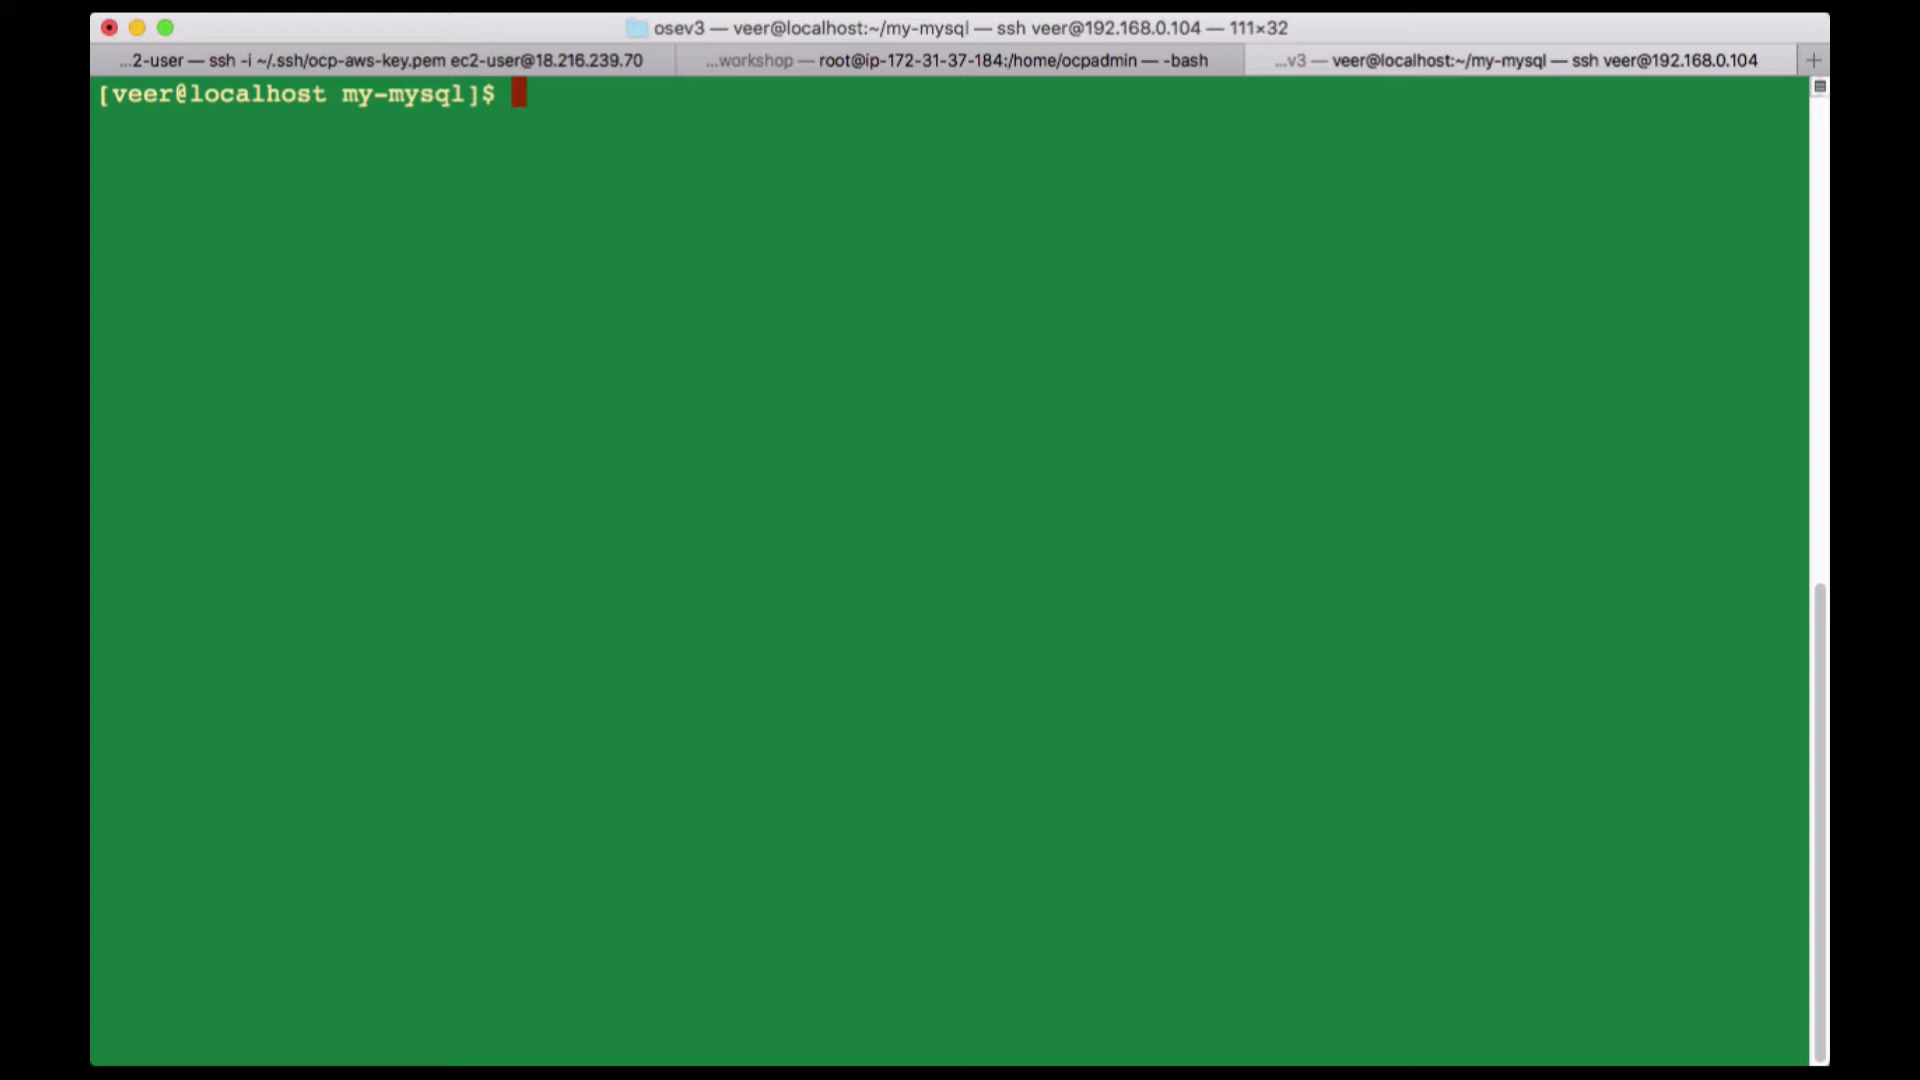 osev3 — veer@localhost:~/my-mysql — ssh veer@192.168.0.104 — 111×32
...2-user — ssh -i ~/.ssh/ocp-aws-key.pem ec2-user@18.216.239.70
...workshop — root@ip-172-31-37-184:/home/ocpadmin — -bash
...v3 — veer@localhost:~/my-mysql — ssh veer@192.168.0.104
[veer@localhost my-mysql]$